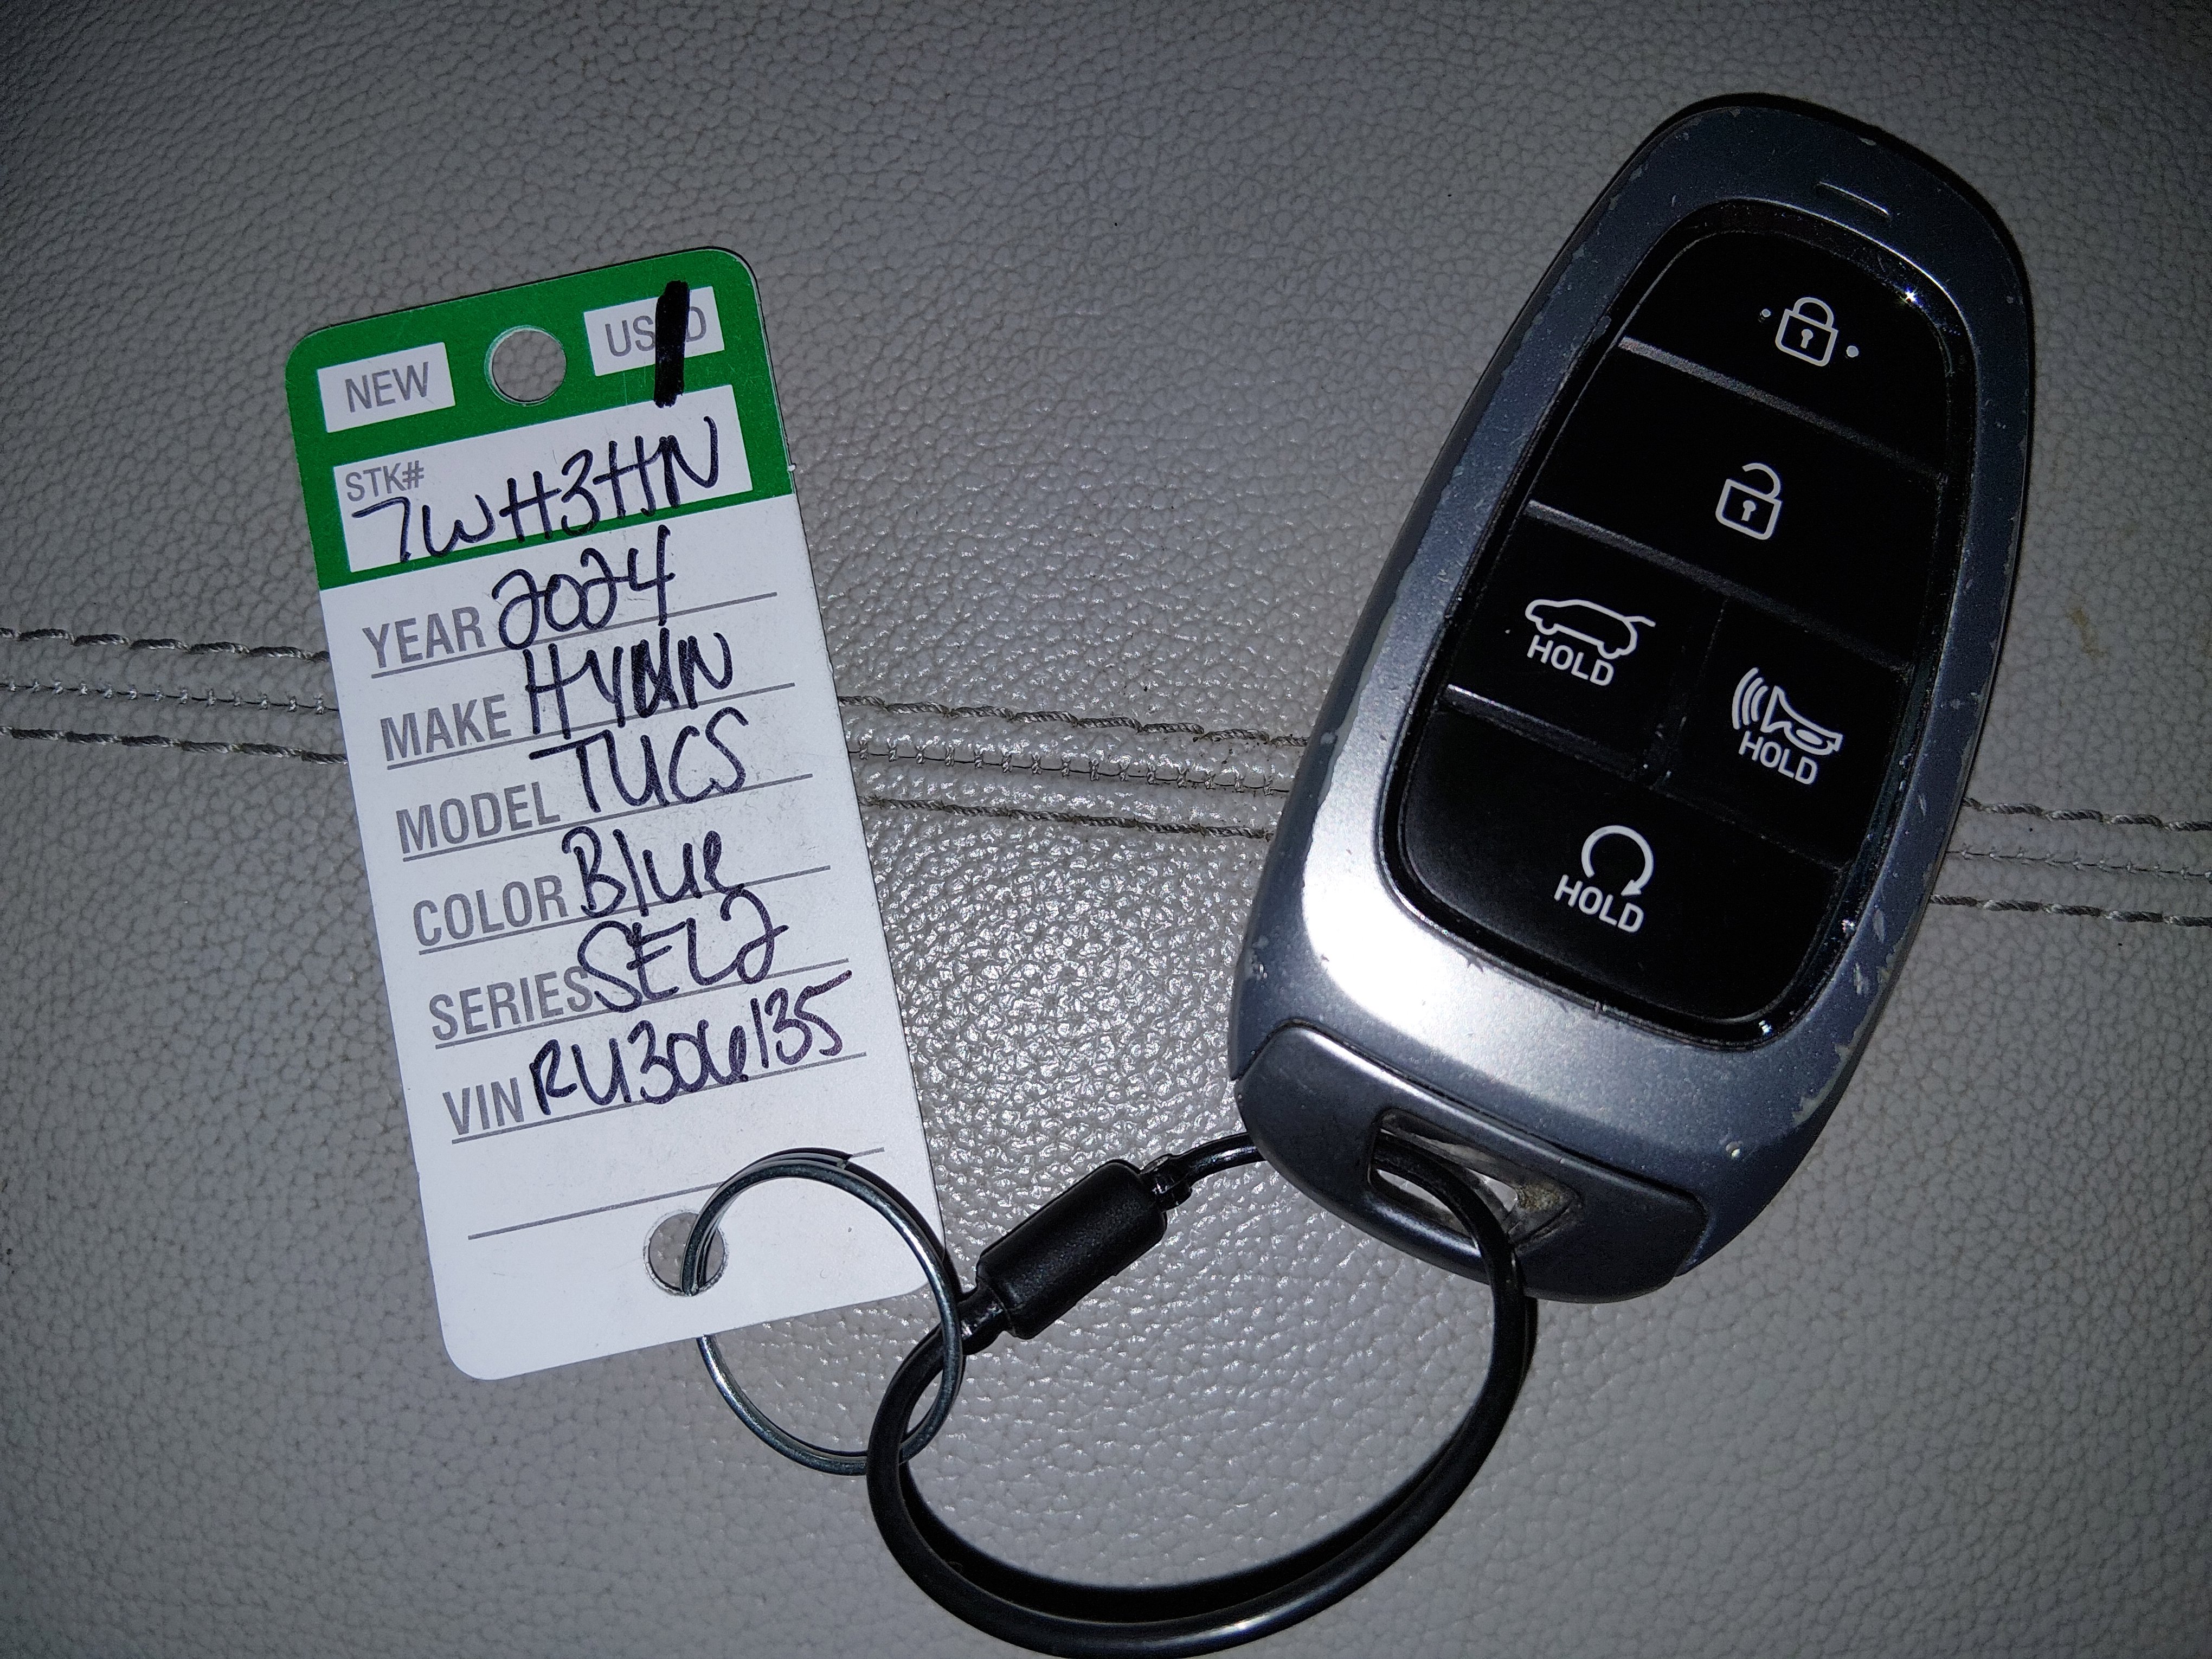 NEW USED
STK#
7WH3HN
YEAR 2024
MAKE HYUN
MODEL TUCS
COLOR Blue
SERIES SEL2
VIN RU306135
HOLD
HOLD
HOLD